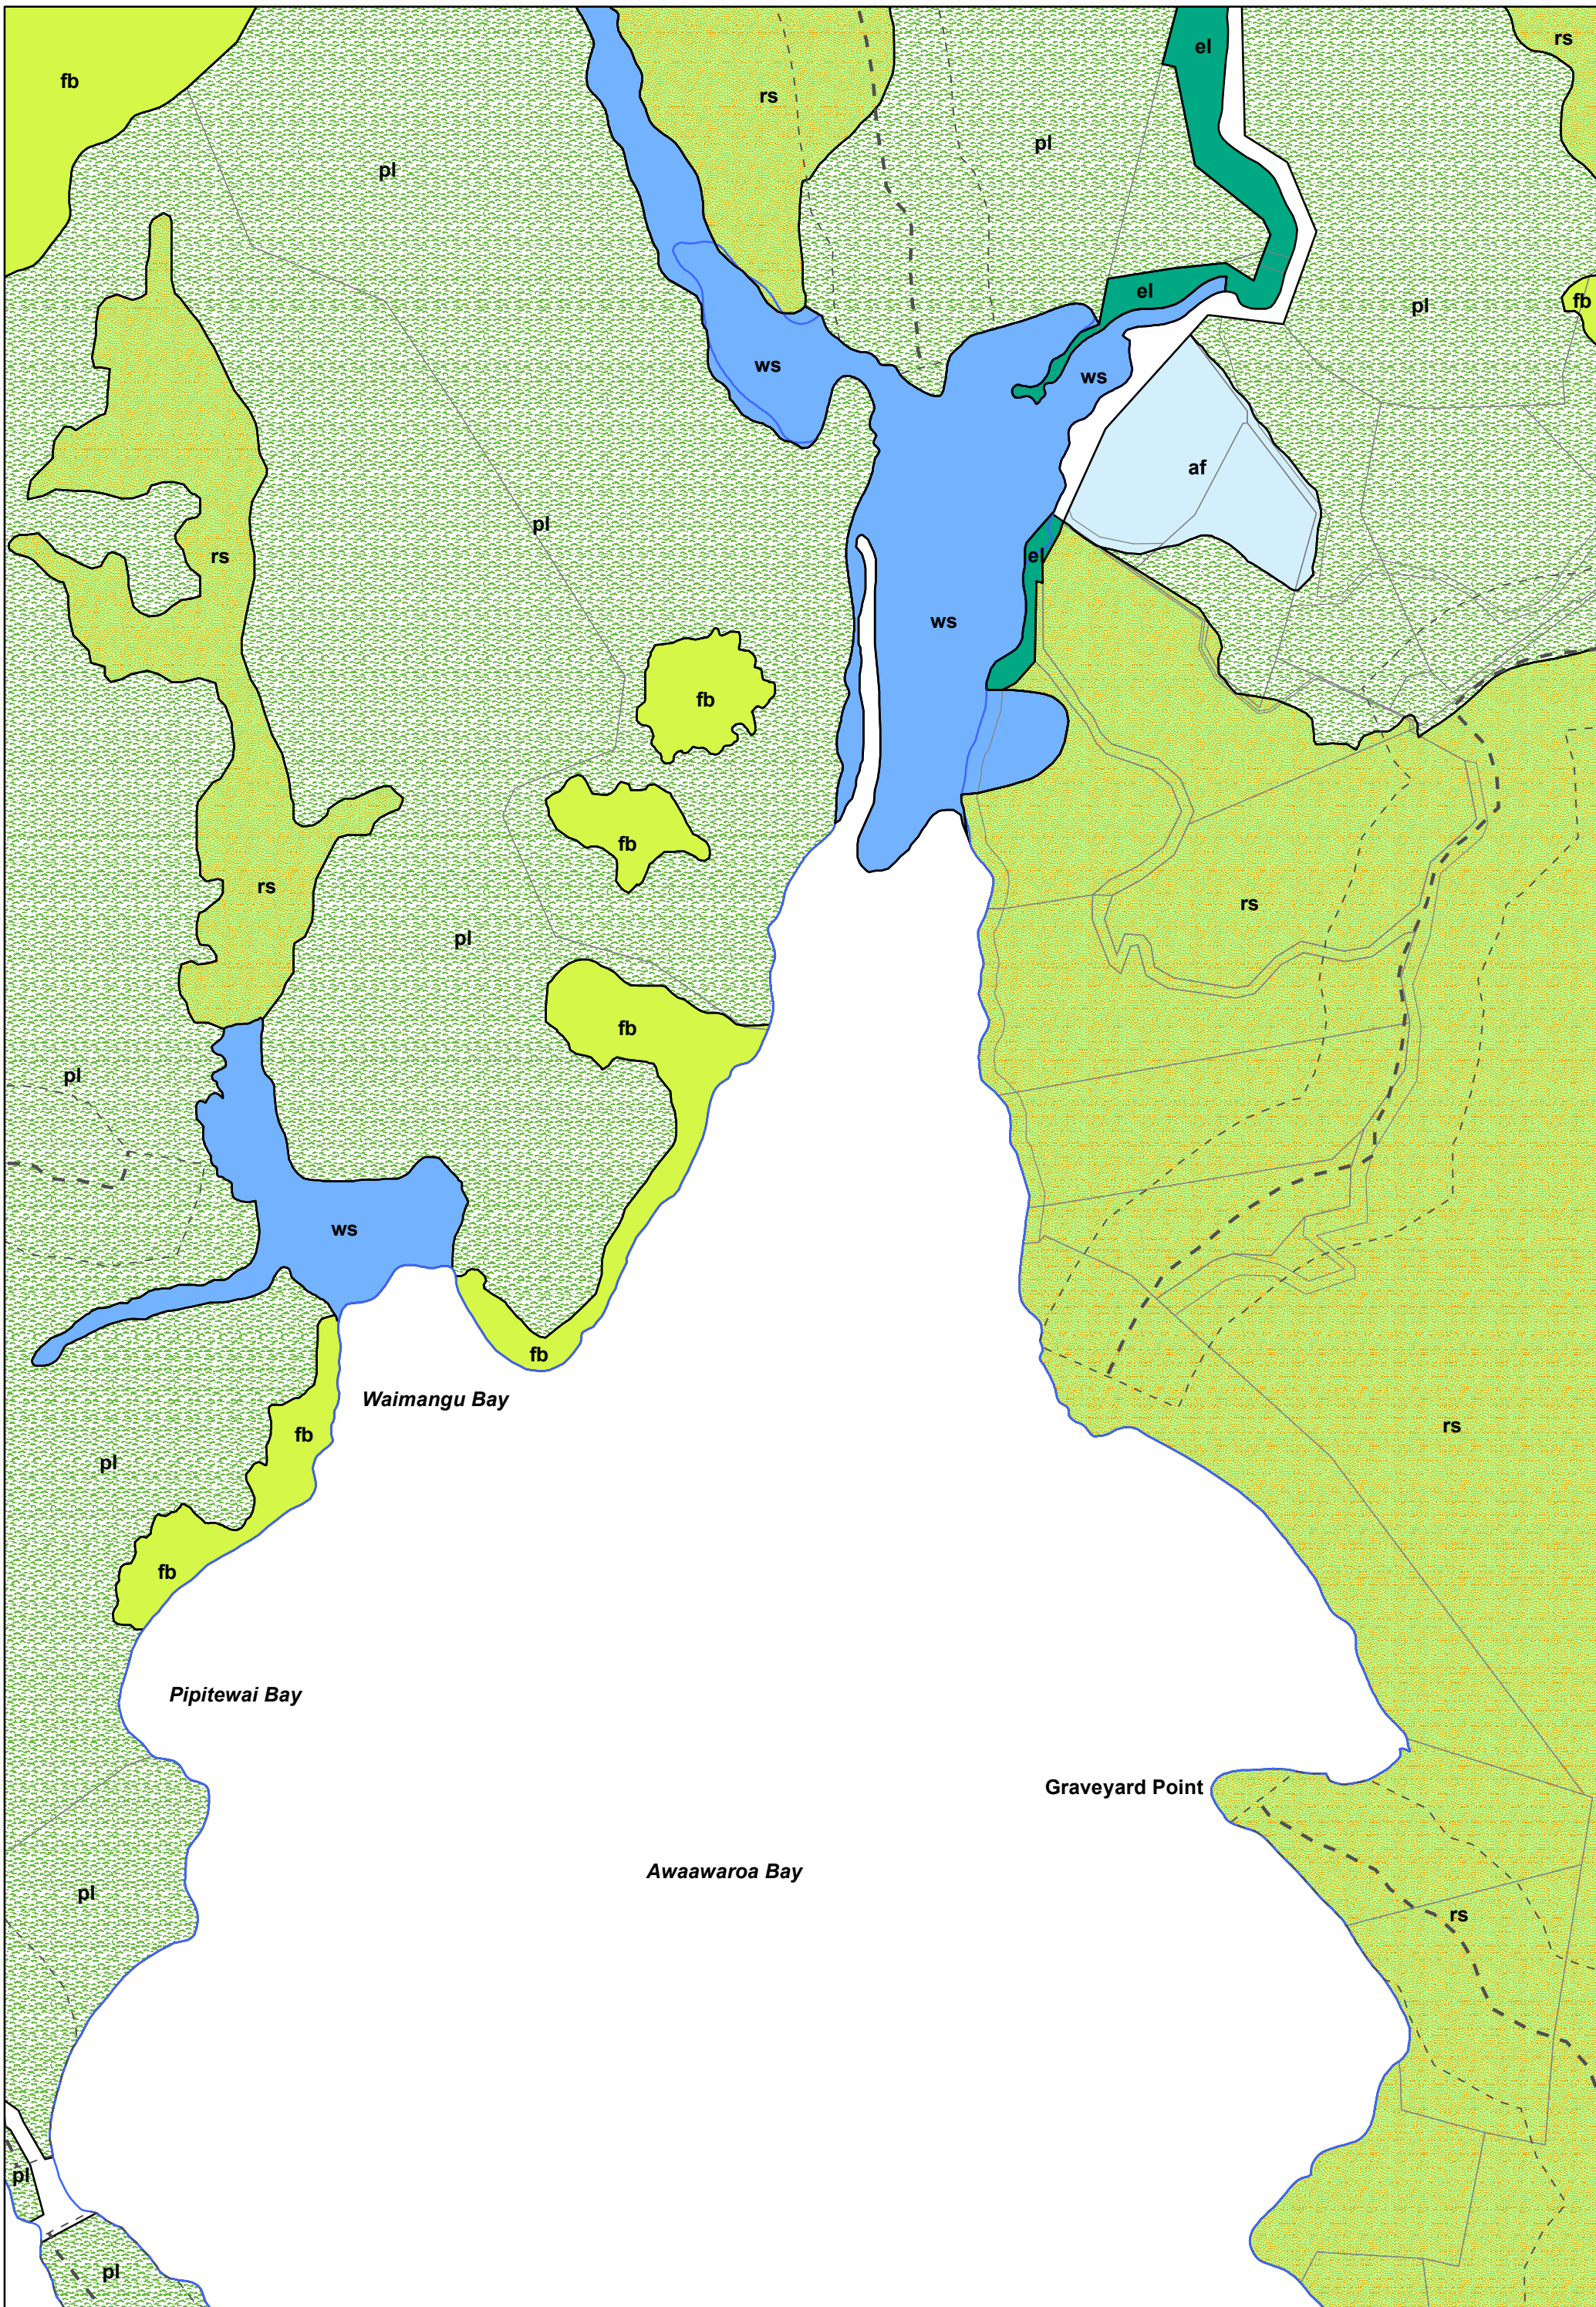 el
rs
fb
rs
pl
pl
el
fb
pl
ws
ws
af
pl
rs
el
ws
fb
fb
rs
rs
pl
fb
pl
ws
fb
Waimangu Bay
rs
fb
pl
fb
Pipitewai Bay
Graveyard Point
Awaawaroa Bay
pl
rs
pl
pl